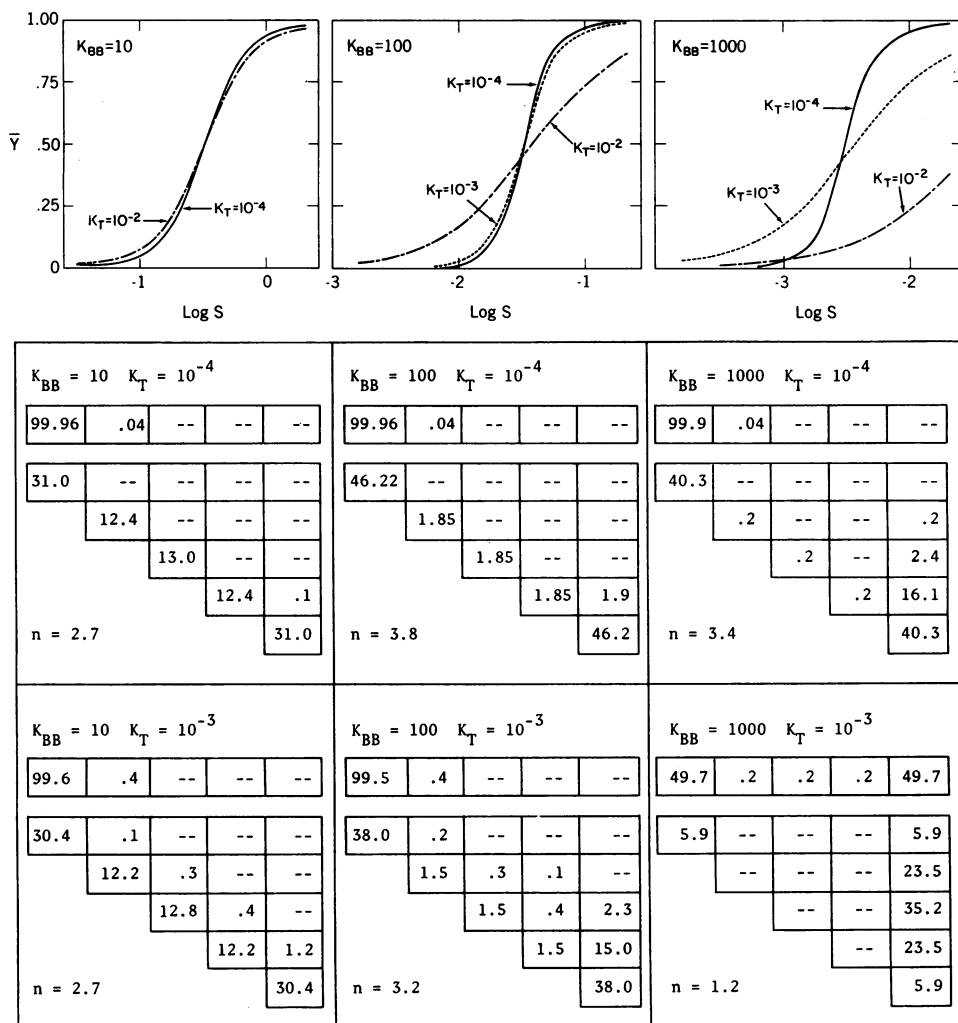 K_BB=10
K_T=10^-2
K_T=10^-4
K_BB=100
K_T=10^-4
K_T=10^-2
K_T=10^-3
K_BB=1000
K_T=10^-4
K_T=10^-3
K_T=10^-2
1.00
.75
Ȳ .50
.25
0
-1 0
-3 -2 -1
-3 -2
Log S Log S Log S
K_BB = 10 K_T = 10^-4
99.96 .04 -- -- --
31.0 -- -- -- --
12.4 -- -- --
13.0 -- --
12.4 .1
n = 2.7 31.0
K_BB = 100 K_T = 10^-4
99.96 .04 -- -- --
46.22 -- -- -- --
1.85 -- -- --
1.85 -- --
1.85 1.9
n = 3.8 46.2
K_BB = 1000 K_T = 10^-4
99.9 .04 -- -- --
40.3 -- -- -- --
.2 -- -- .2
.2 -- 2.4
.2 16.1
n = 3.4 40.3
K_BB = 10 K_T = 10^-3
99.6 .4 -- -- --
30.4 .1 -- -- --
12.2 .3 -- --
12.8 .4 --
12.2 1.2
n = 2.7 30.4
K_BB = 100 K_T = 10^-3
99.5 .4 -- -- --
38.0 .2 -- -- --
1.5 .3 .1 --
1.5 .4 2.3
1.5 15.0
n = 3.2 38.0
K_BB = 1000 K_T = 10^-3
49.7 .2 .2 .2 49.7
5.9 -- -- -- 5.9
-- -- -- 23.5
-- -- 35.2
-- 23.5
n = 1.2 5.9